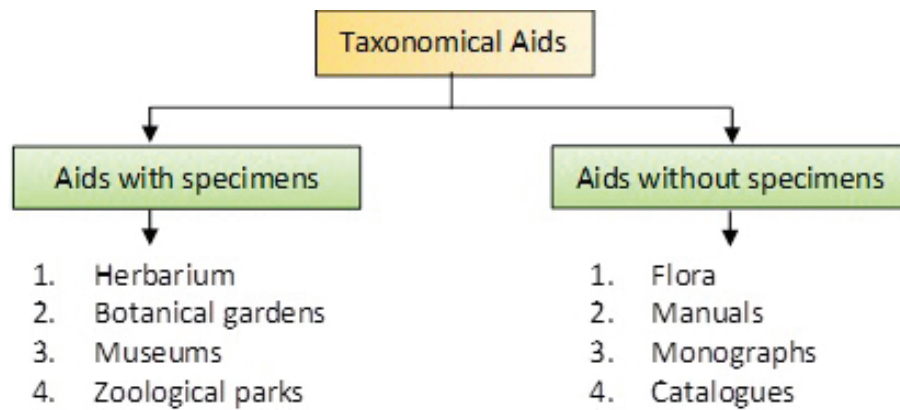 Taxonomical Aids
Aids with specimens
1. Herbarium
2. Botanical gardens
3. Museums
4. Zoological parks
Aids without specimens
1. Flora
2. Manuals
3. Monographs
4. Catalogues